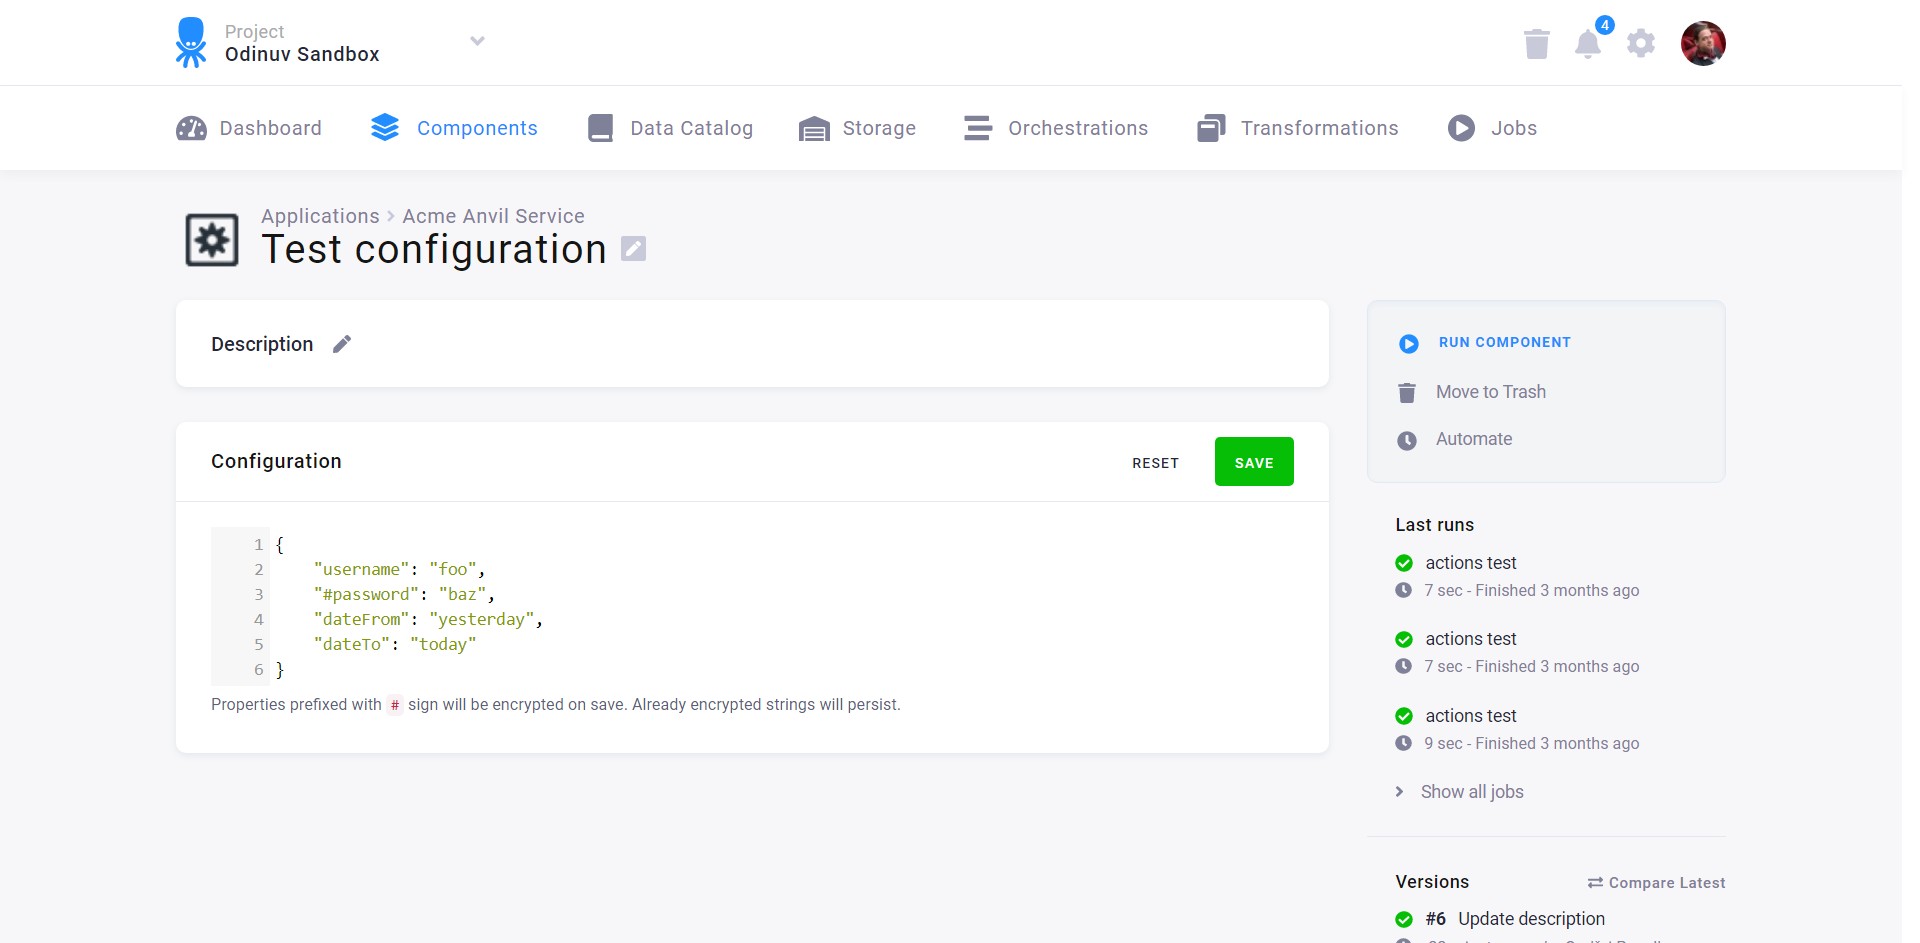 Project
Odinuv Sandbox
4
Dashboard
Components
Data Catalog
Storage
Orchestrations
Transformations
Jobs
Applications
Acme Anvil Service
Test configuration
Description
Configuration
RESET
SAVE
1 {
2 "username": "foo",
3 "#password": "baz",
4 "dateFrom": "yesterday",
5 "dateTo": "today"
6 }
Properties prefixed with # sign will be encrypted on save. Already encrypted strings will persist.
RUN COMPONENT
Move to Trash
Automate
Last runs
actions test
7 sec - Finished 3 months ago
actions test
7 sec - Finished 3 months ago
actions test
9 sec - Finished 3 months ago
Show all jobs
Versions
Compare Latest
#6 Update description